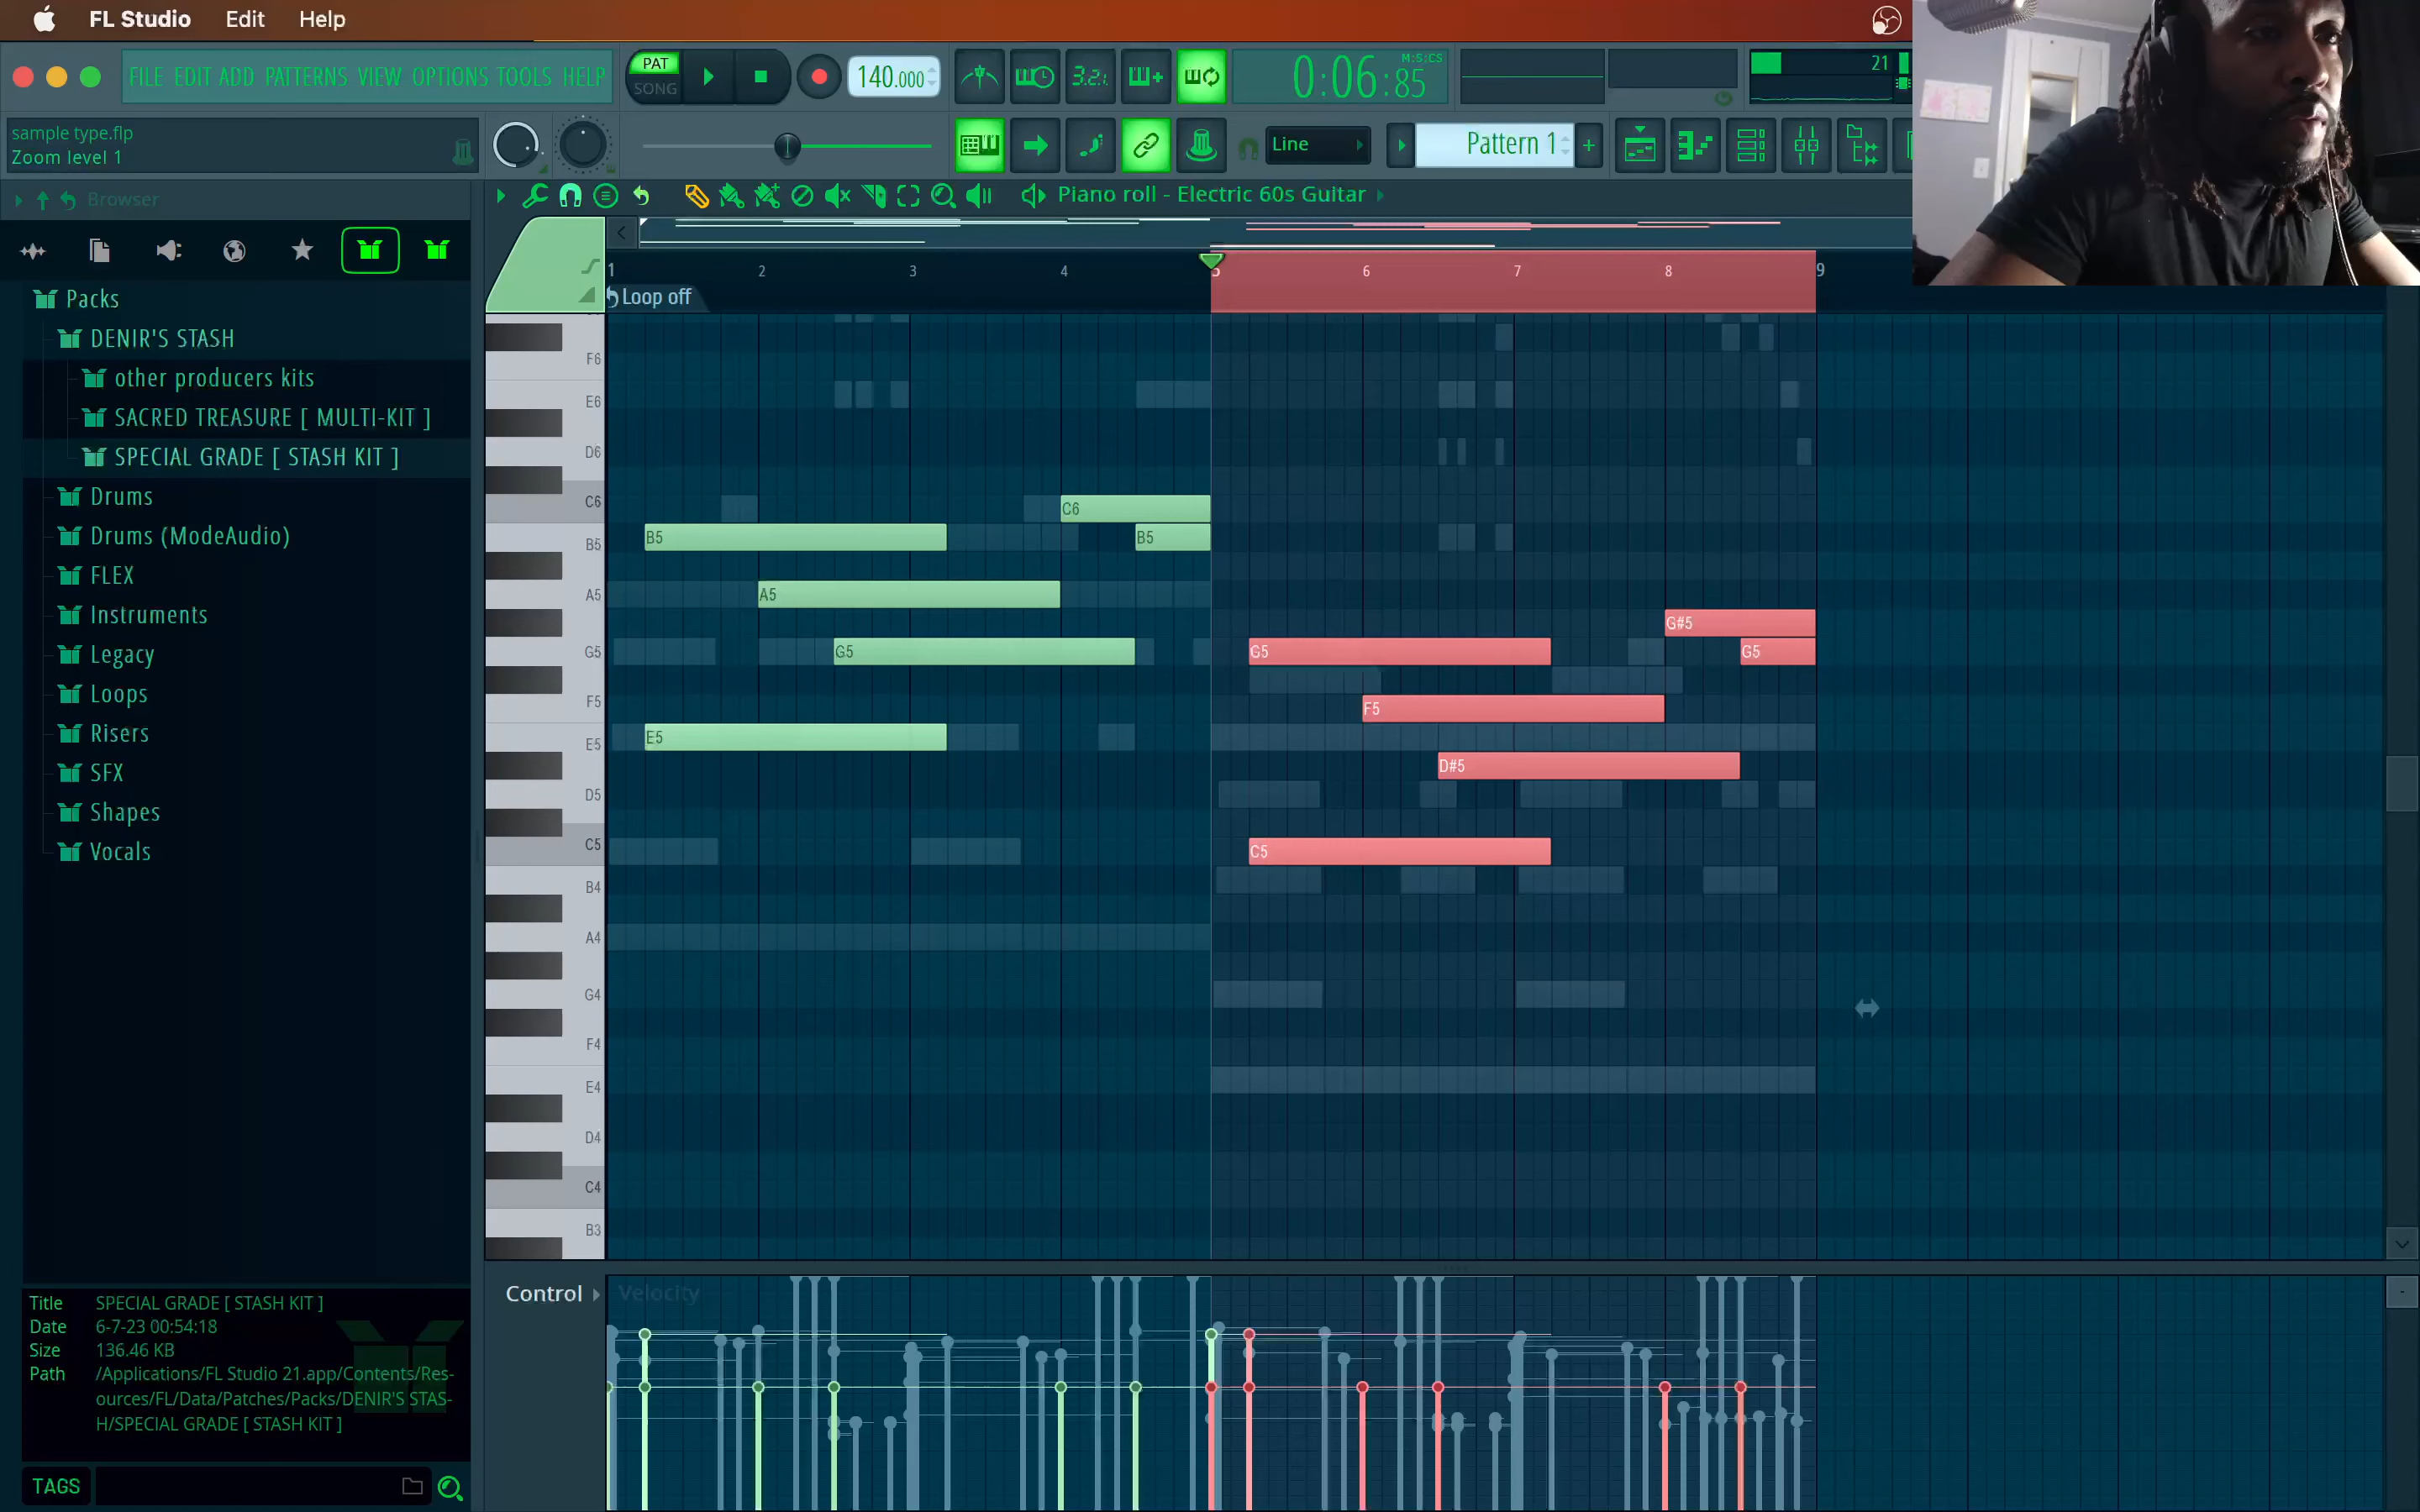 FL Studio Edit Help
FILE EDIT ADD PATTERNS VIEW OPTIONS TOOLS HELP
PAT
SONG
140.000
3.2.
0:06:85
M:S:CS
21
sample type.flp
Zoom level 1
Line
Pattern 1
Browser
Piano roll - Electric 60s Guitar
1 2 3 4 5 6 7 8 9
Loop off
Packs
DENIR'S STASH
other producers kits
SACRED TREASURE [ MULTI-KIT ]
SPECIAL GRADE [ STASH KIT ]
Drums
Drums (ModeAudio)
FLEX
Instruments
Legacy
Loops
Risers
SFX
Shapes
Vocals
F6
E6
D6
C6
B5
A5
G5
F5
E5
D5
C5
B4
A4
G4
F4
E4
D4
C4
B3
C6
B5
B5
A5
G#5
G5
G5
G5
F5
E5
D#5
C5
Control
Velocity
Title SPECIAL GRADE [ STASH KIT ]
Date 6-7-23 00:54:18
Size 136.46 KB
Path /Applications/FL Studio 21.app/Contents/Res-
ources/FL/Data/Patches/Packs/DENIR'S STAS-
H/SPECIAL GRADE [ STASH KIT ]
TAGS